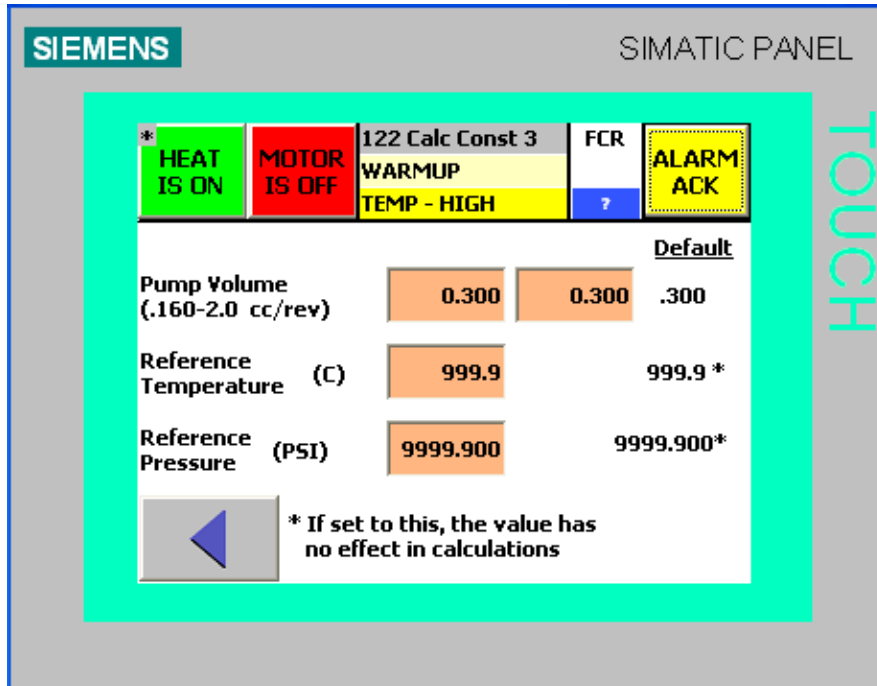 SIEMENS
SIMATIC PANEL
TOUCH
*
HEAT
IS ON
MOTOR
IS OFF
122 Calc Const 3
WARMUP
TEMP - HIGH
FCR
?
ALARM
ACK
Default
Pump Volume
(.160-2.0 cc/rev)
0.300
0.300
.300
Reference
Temperature
(C)
999.9
999.9 *
Reference
Pressure
(PSI)
9999.900
9999.900*
* If set to this, the value has
no effect in calculations